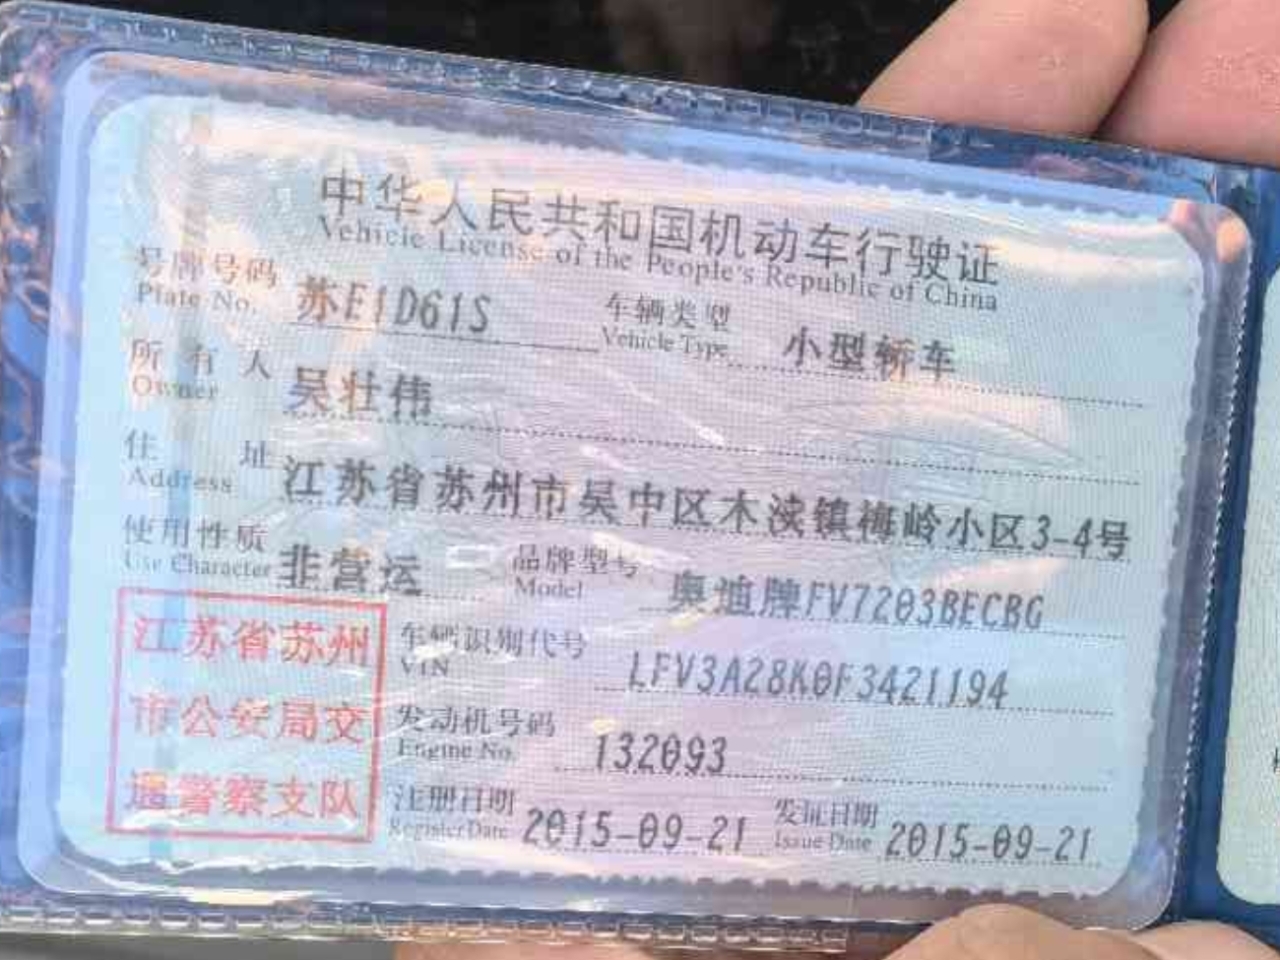 中华人民共和国机动车行驶证
Vehicle License of the People's Republic of China
号牌号码 苏E1D61S 车辆类型 小型轿车
Plate No. Vehicle Type
所有人 吴壮伟
Owner
住址 江苏省苏州市吴中区木渎镇梅岭小区3-4号
Address
使用性质 非营运 品牌型号 奥迪牌FV7203BECBG
Use Character Model
江苏省苏州
市公安局交
通警察支队
车辆识别代号 LFV3A28K0F3421194
VIN
发动机号码 132093
Engine No.
注册日期 2015-09-21 发证日期 2015-09-21
Register Date Issue Date